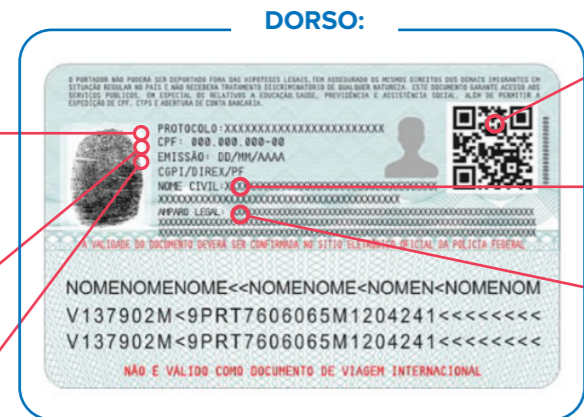 DORSO:
O PORTADOR NÃO PODERÁ SER DEPORTADO FORA DAS HIPÓTESES LEGAIS, TEM ASSEGURADO OS MESMOS DIREITOS DOS DEMAIS IMIGRANTES EM
SITUAÇÃO REGULAR NO PAÍS E NÃO RECEBERÁ TRATAMENTO DISCRIMINATÓRIO DE QUALQUER NATUREZA. ESTE DOCUMENTO GARANTE ACESSO AOS
SERVIÇOS PÚBLICOS, EM ESPECIAL OS RELATIVOS A EDUCAÇÃO, SAÚDE, PREVIDÊNCIA E ASSISTÊNCIA SOCIAL, ALÉM DE PERMITIR A
EXPEDIÇÃO DE CPF, CTPS E ABERTURA DE CONTA BANCÁRIA.
PROTOCOLO:XXXXXXXXXXXXXXXXXXXXXXXX
CPF: 000.000.000-00
EMISSÃO: DD/MM/AAAA
CGPI/DIREX/PF
NOME CIVIL:
AMPARO LEGAL:
A VALIDADE DO DOCUMENTO DEVERÁ SER CONFIRMADA NO SÍTIO ELETRÔNICO OFICIAL DA POLÍCIA FEDERAL
NOMENOMENOME<<NOMENOME<NOMEN<NOMENOM
V137902M<9PRT7606065M1204241<<<<<<<<
V137902M<9PRT7606065M1204241<<<<<<<<
NÃO É VÁLIDO COMO DOCUMENTO DE VIAGEM INTERNACIONAL